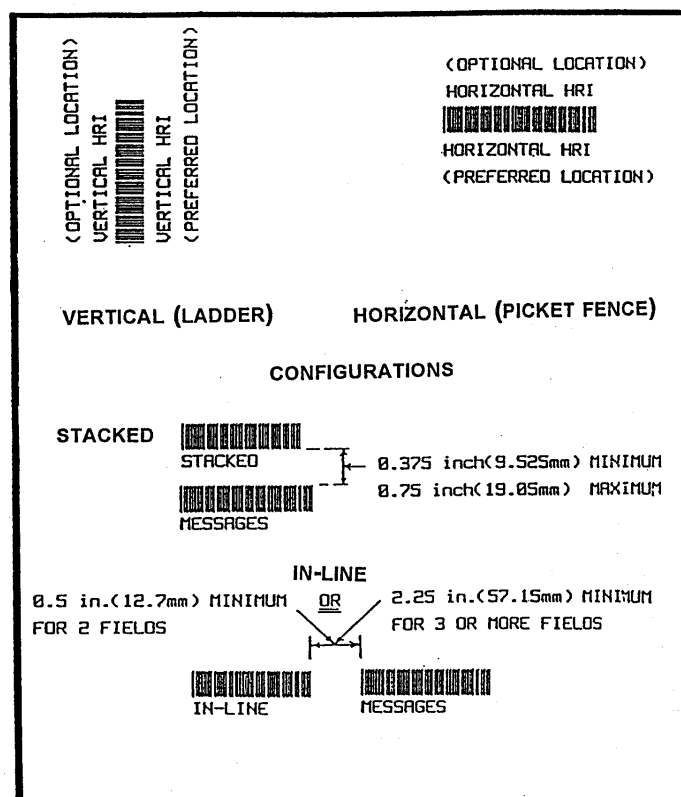 (OPTIONAL LOCATION)
VERTICAL HRI
VERTICAL HRI
(PREFERRED LOCATION)
(OPTIONAL LOCATION)
HORIZONTAL HRI
HORIZONTAL HRI
(PREFERRED LOCATION)
VERTICAL (LADDER)
HORIZONTAL (PICKET FENCE)
CONFIGURATIONS
STACKED
STACKED
0.375 inch(9.525mm) MINIMUM
0.75 inch(19.05mm) MAXIMUM
MESSAGES
IN-LINE
0.5 in.(12.7mm) MINIMUM
FOR 2 FIELDS
OR
2.25 in.(57.15mm) MINIMUM
FOR 3 OR MORE FIELDS
IN-LINE
MESSAGES